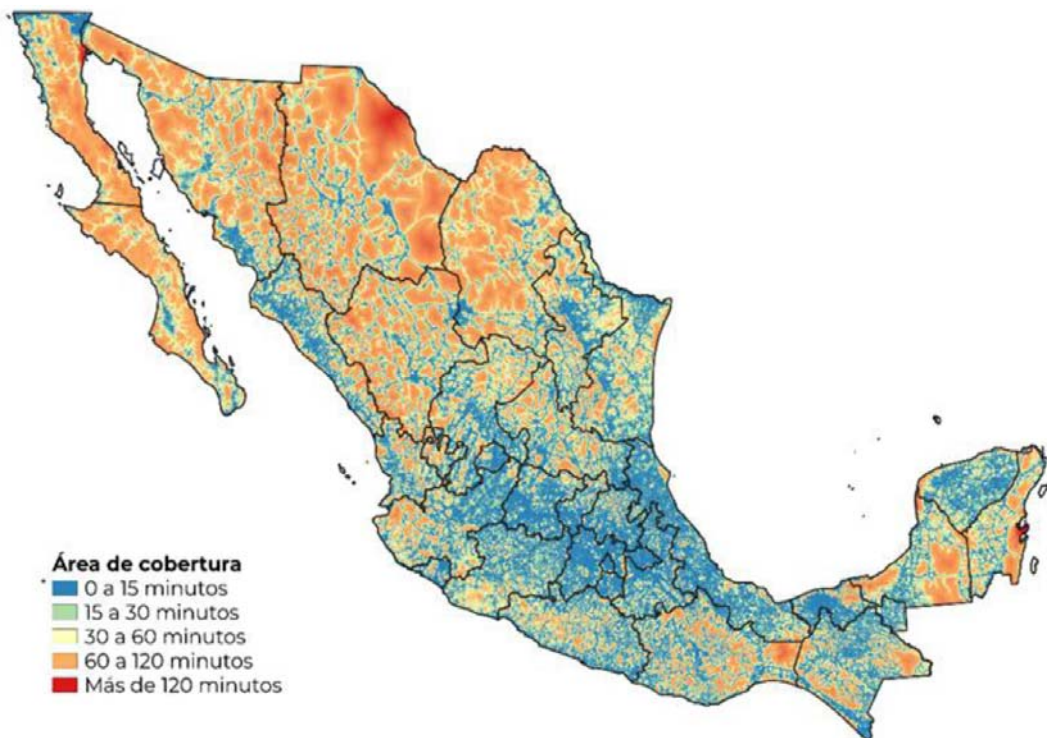 Área de cobertura
0 a 15 minutos
15 a 30 minutos
30 a 60 minutos
60 a 120 minutos
Más de 120 minutos